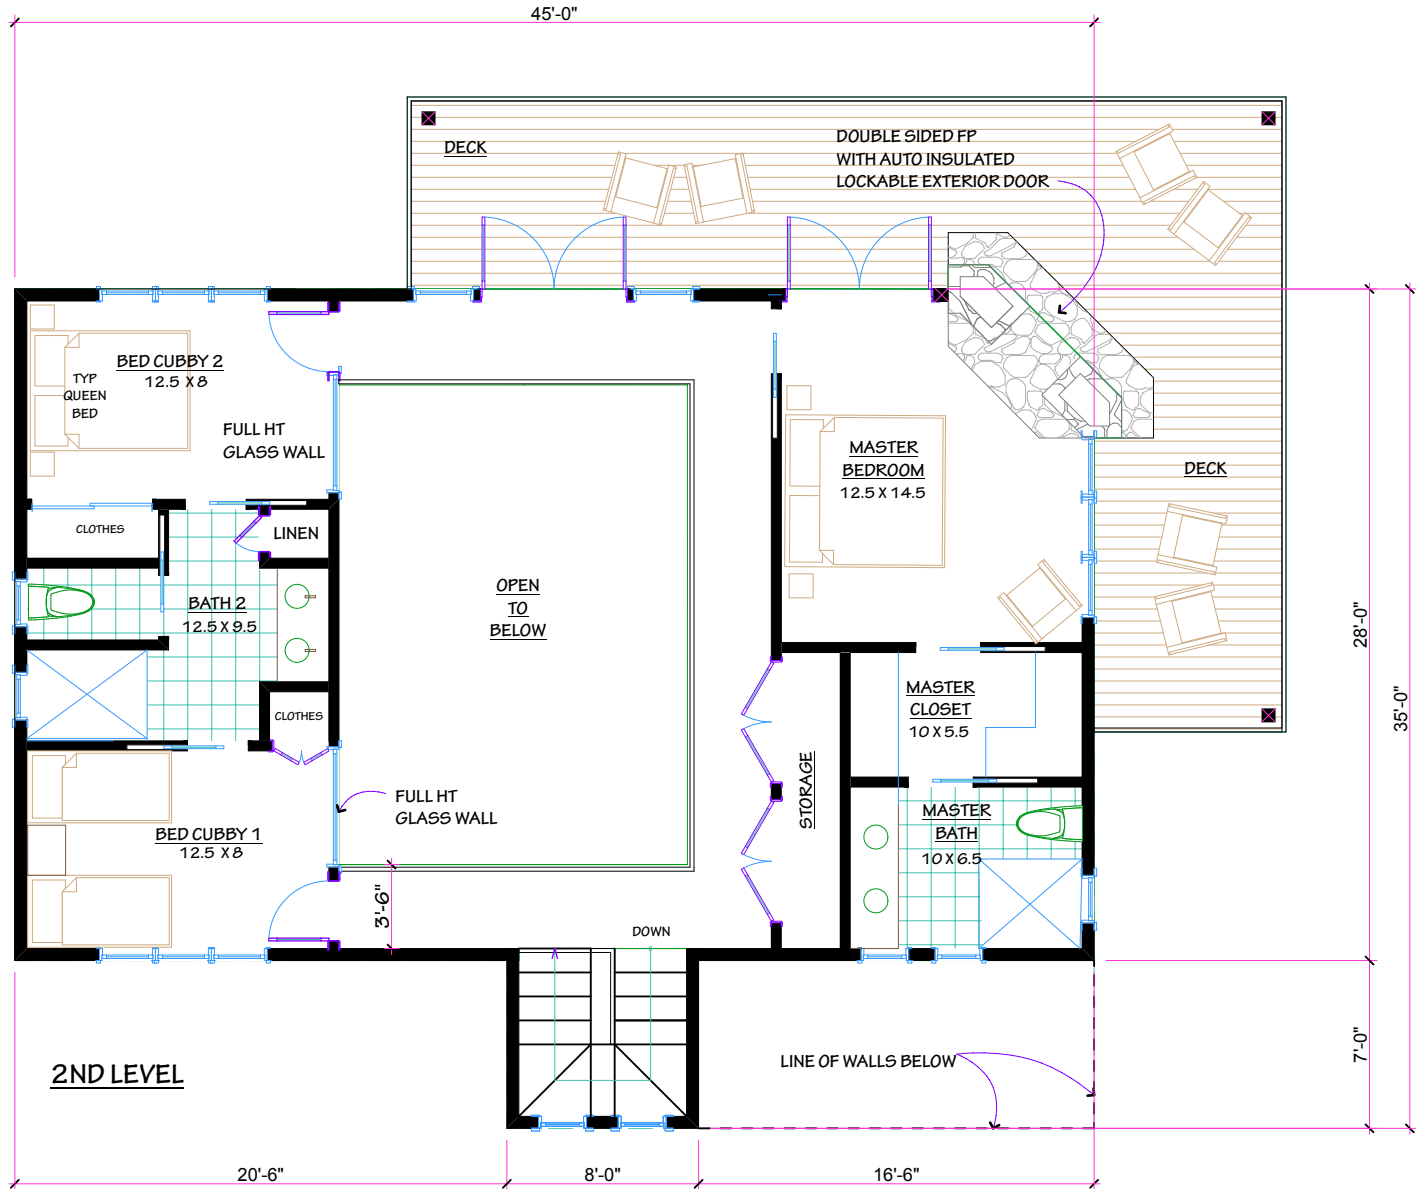 45'-0"
DECK
DOUBLE SIDED FP
WITH AUTO INSULATED
LOCKABLE EXTERIOR DOOR
BED CUBBY 2
12.5 X 8
TYP
QUEEN
BED
FULL HT
GLASS WALL
MASTER
BEDROOM
12.5 X 14.5
DECK
CLOTHES
LINEN
OPEN
TO
BELOW
BATH 2
12.5 X 9.5
28'-0"
35'-0"
MASTER
CLOSET
10 X 5.5
CLOTHES
STORAGE
FULL HT
GLASS WALL
MASTER
BATH
10 X 6.5
BED CUBBY 1
12.5 X 8
3'-6"
DOWN
7'-0"
LINE OF WALLS BELOW
2ND LEVEL
20'-6"
8'-0"
16'-6"